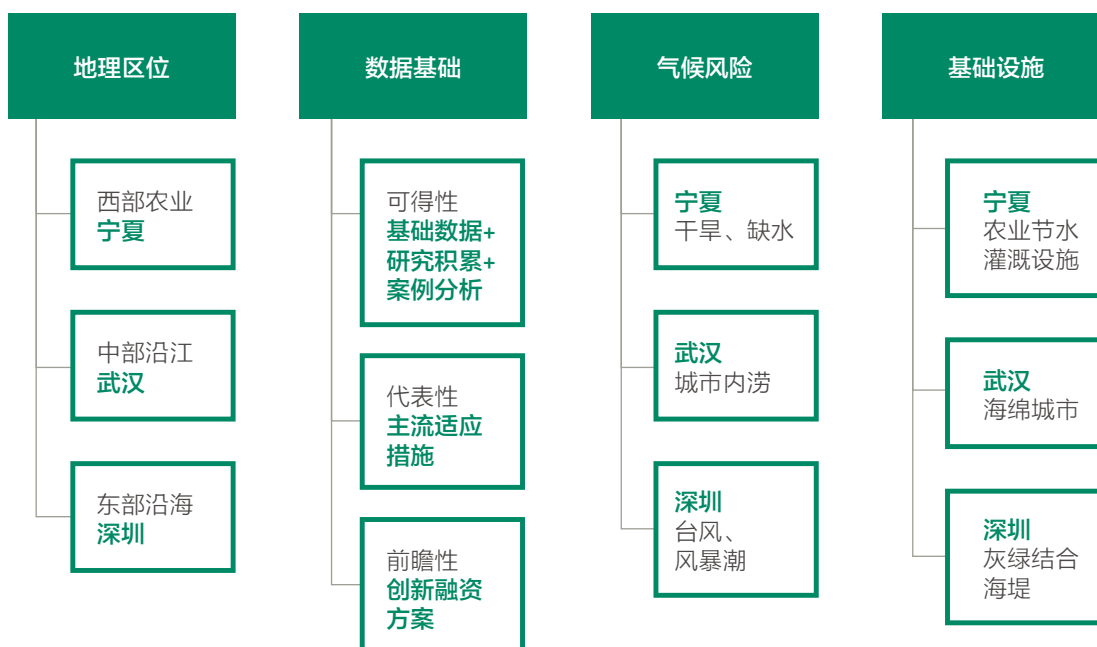 地理区位
西部农业
宁夏
中部沿江
武汉
东部沿海
深圳
数据基础
可得性
基础数据+
研究积累+
案例分析
代表性
主流适应
措施
前瞻性
创新融资
方案
气候风险
宁夏
干旱、缺水
武汉
城市内涝
深圳
台风、
风暴潮
基础设施
宁夏
农业节水
灌溉设施
武汉
海绵城市
深圳
灰绿结合
海堤